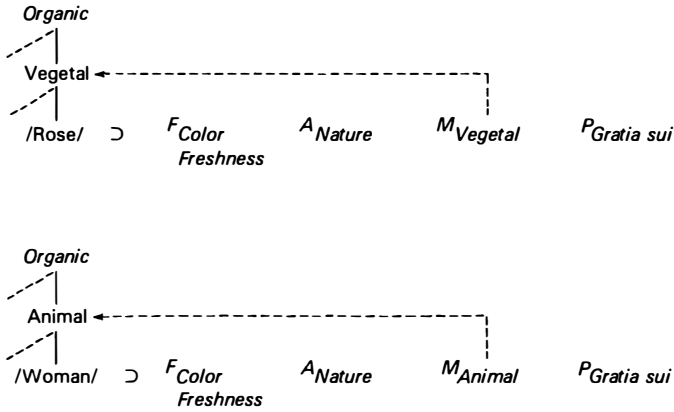 Organic
Vegetal
/Rose/ ⊃ F Color A Nature M Vegetal P Gratia sui
Freshness
Organic
Animal
/Woman/ ⊃ F Color A Nature M Animal P Gratia sui
Freshness